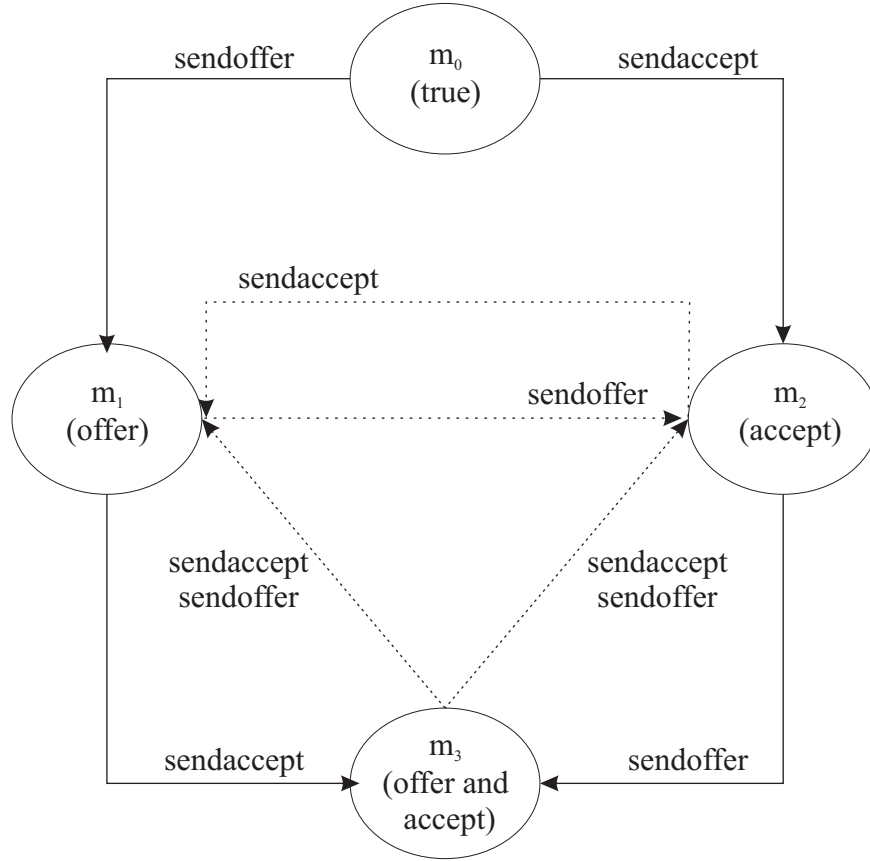 sendoffer
m₀
(true)
sendaccept
sendaccept
m₁
(offer)
sendoffer
m₂
(accept)
sendaccept
sendoffer
sendaccept
sendoffer
sendaccept
m₃
(offer and
accept)
sendoffer